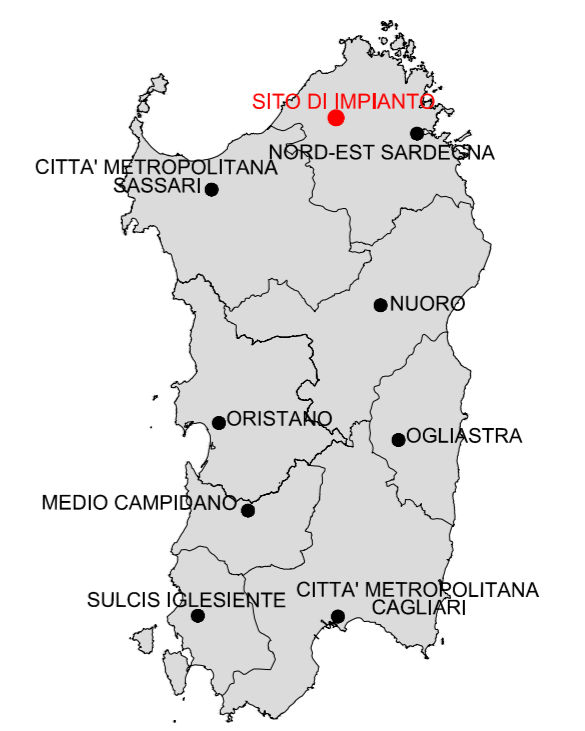 SITO DI IMPIANTO
NORD-EST SARDEGNA
CITTA' METROPOLITANA
SASSARI
NUORO
ORISTANO
OGLIASTRA
MEDIO CAMPIDANO
SULCIS IGLESIENTE
CITTA' METROPOLITANA
CAGLIARI